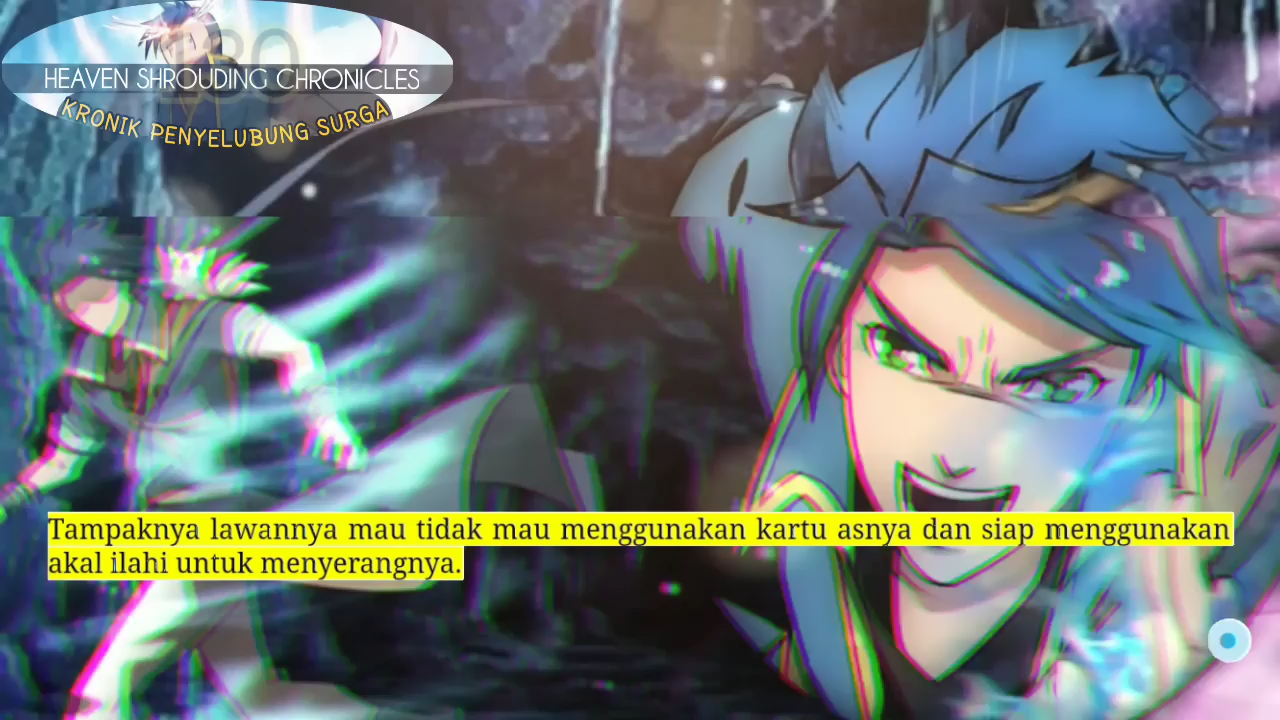 180
HEAVEN SHROUDING CHRONICLES
KRONIK PENYELUBUNG SURGA
Tampaknya lawannya mau tidak mau menggunakan kartu asnya dan siap menggunakan
akal ilahi untuk menyerangnya.